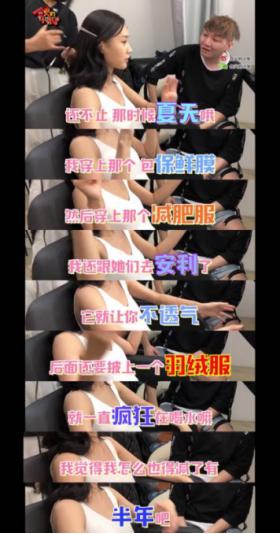 还不止 那时候夏天哦
我穿上那个 包保鲜膜
然后穿上那个减肥服
我还跟她们去安利了
它就让你不透气
后面还要披上一个羽绒服
就一直疯狂在喝水嘛
我觉得我怎么也得减了有
半年吧